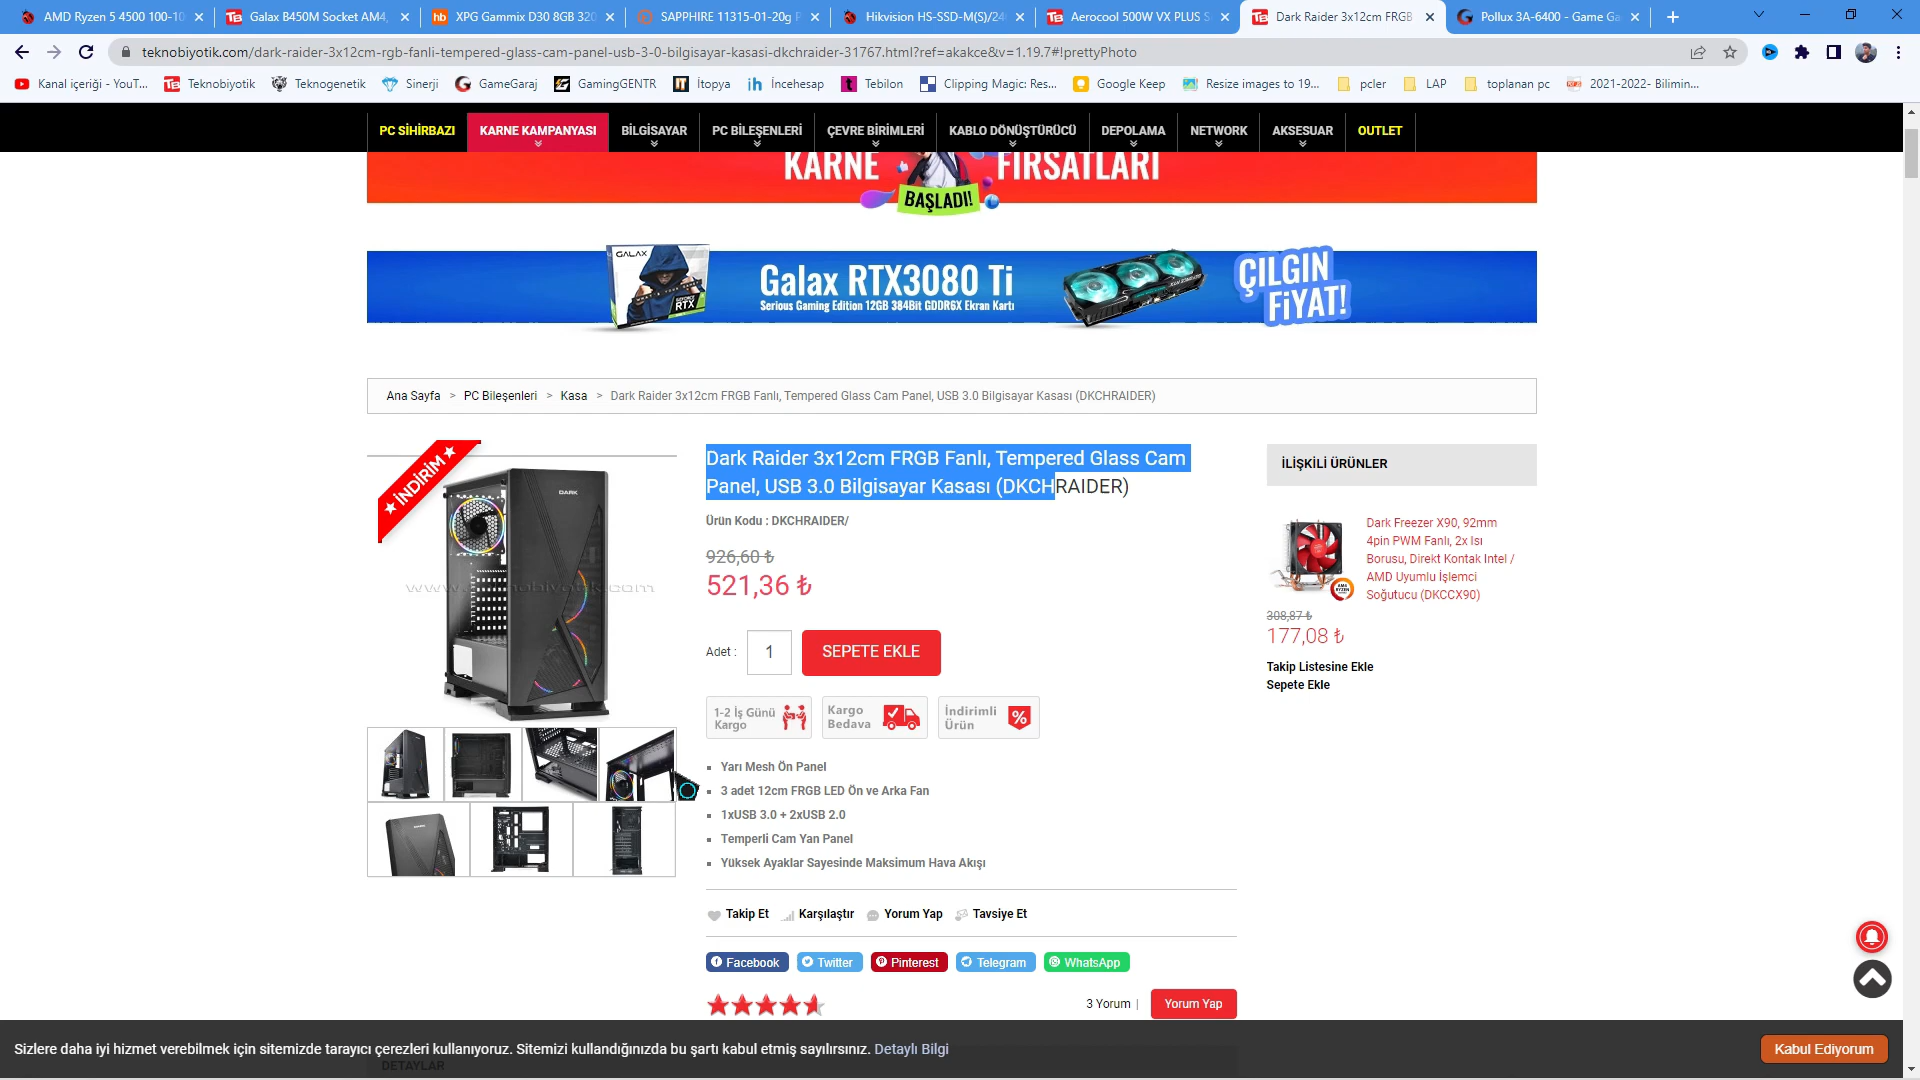 AMD Ryzen 5 4500 100-10
Galax B450M Socket AM4,
XPG Gammix D30 8GB 320
SAPPHIRE 11315-01-20g P
Hikvision HS-SSD-M(S)/24
Aerocool 500W VX PLUS S
Dark Raider 3x12cm FRGB
Pollux 3A-6400 - Game Ga
teknobiyotik.com/dark-raider-3x12cm-rgb-fanli-tempered-glass-cam-panel-usb-3-0-bilgisayar-kasasi-dkchraider-31767.html?ref=akakce&v=1.19.7#!prettyPhoto
Kanal içeriği - YouT...
Teknobiyotik
Teknogenetik
Sinerji
GameGaraj
GamingGENTR
İtopya
İncehesap
Tebilon
Clipping Magic: Res...
Google Keep
Resize images to 19...
pcler
LAP
toplanan pc
2021-2022- Bilimin...
PC SİHİRBAZI
KARNE KAMPANYASI
BİLGİSAYAR
PC BİLEŞENLERİ
ÇEVRE BİRİMLERİ
KABLO DÖNÜŞTÜRÜCÜ
DEPOLAMA
NETWORK
AKSESUAR
OUTLET
KARNE FIRSATLARI
BAŞLADI!
GALAX
Galax RTX3080 Ti
Serious Gaming Edition 12GB 384Bit GDDR6X Ekran Kartı
ÇILGIN
FİYAT!
Ana Sayfa > PC Bileşenleri > Kasa > Dark Raider 3x12cm FRGB Fanlı, Tempered Glass Cam Panel, USB 3.0 Bilgisayar Kasası (DKCHRAIDER)
İNDİRİM
DARK
Dark Raider 3x12cm FRGB Fanlı, Tempered Glass Cam
Panel, USB 3.0 Bilgisayar Kasası (DKCHRAIDER)
Ürün Kodu : DKCHRAIDER/
926,60 ₺
521,36 ₺
Adet :
1
SEPETE EKLE
1-2 İş Günü
Kargo
Kargo
Bedava
İndirimli
Ürün
Yarı Mesh Ön Panel
3 adet 12cm FRGB LED Ön ve Arka Fan
1xUSB 3.0 + 2xUSB 2.0
Temperli Cam Yan Panel
Yüksek Ayaklar Sayesinde Maksimum Hava Akışı
Takip Et
Karşılaştır
Yorum Yap
Tavsiye Et
Facebook
Twitter
Pinterest
Telegram
WhatsApp
3 Yorum |
Yorum Yap
İLİŞKİLİ ÜRÜNLER
Dark Freezer X90, 92mm
4pin PWM Fanlı, 2x Isı
Borusu, Direkt Kontak Intel /
AMD Uyumlu İşlemci
Soğutucu (DKCCX90)
308,87 ₺
177,08 ₺
Takip Listesine Ekle
Sepete Ekle
Sizlere daha iyi hizmet verebilmek için sitemizde tarayıcı çerezleri kullanıyoruz. Sitemizi kullandığınızda bu şartı kabul etmiş sayılırsınız. Detaylı Bilgi
Kabul Ediyorum
DETAYLAR